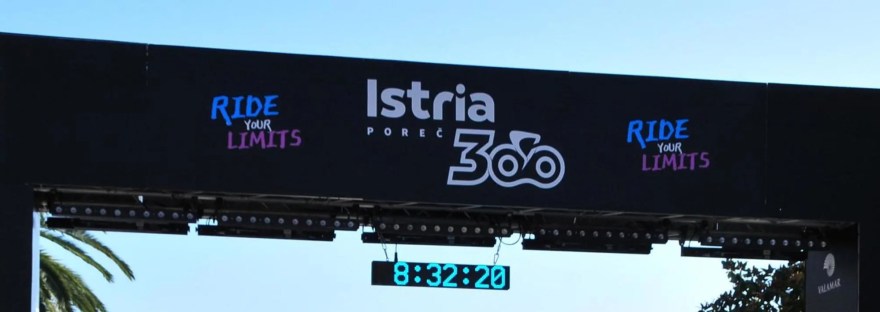 RIDE
YOUR
LIMITS
Istria
POREČ
300
RIDE
YOUR
LIMITS
8:32:20
VALAMAR